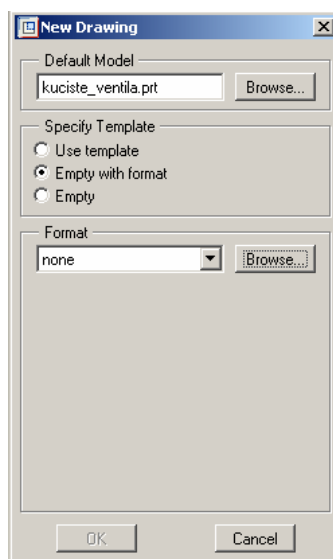 New Drawing
Default Model
kuciste_ventila.prt Browse...
Specify Template
Use template
Empty with format
Empty
Format
none Browse...
OK Cancel